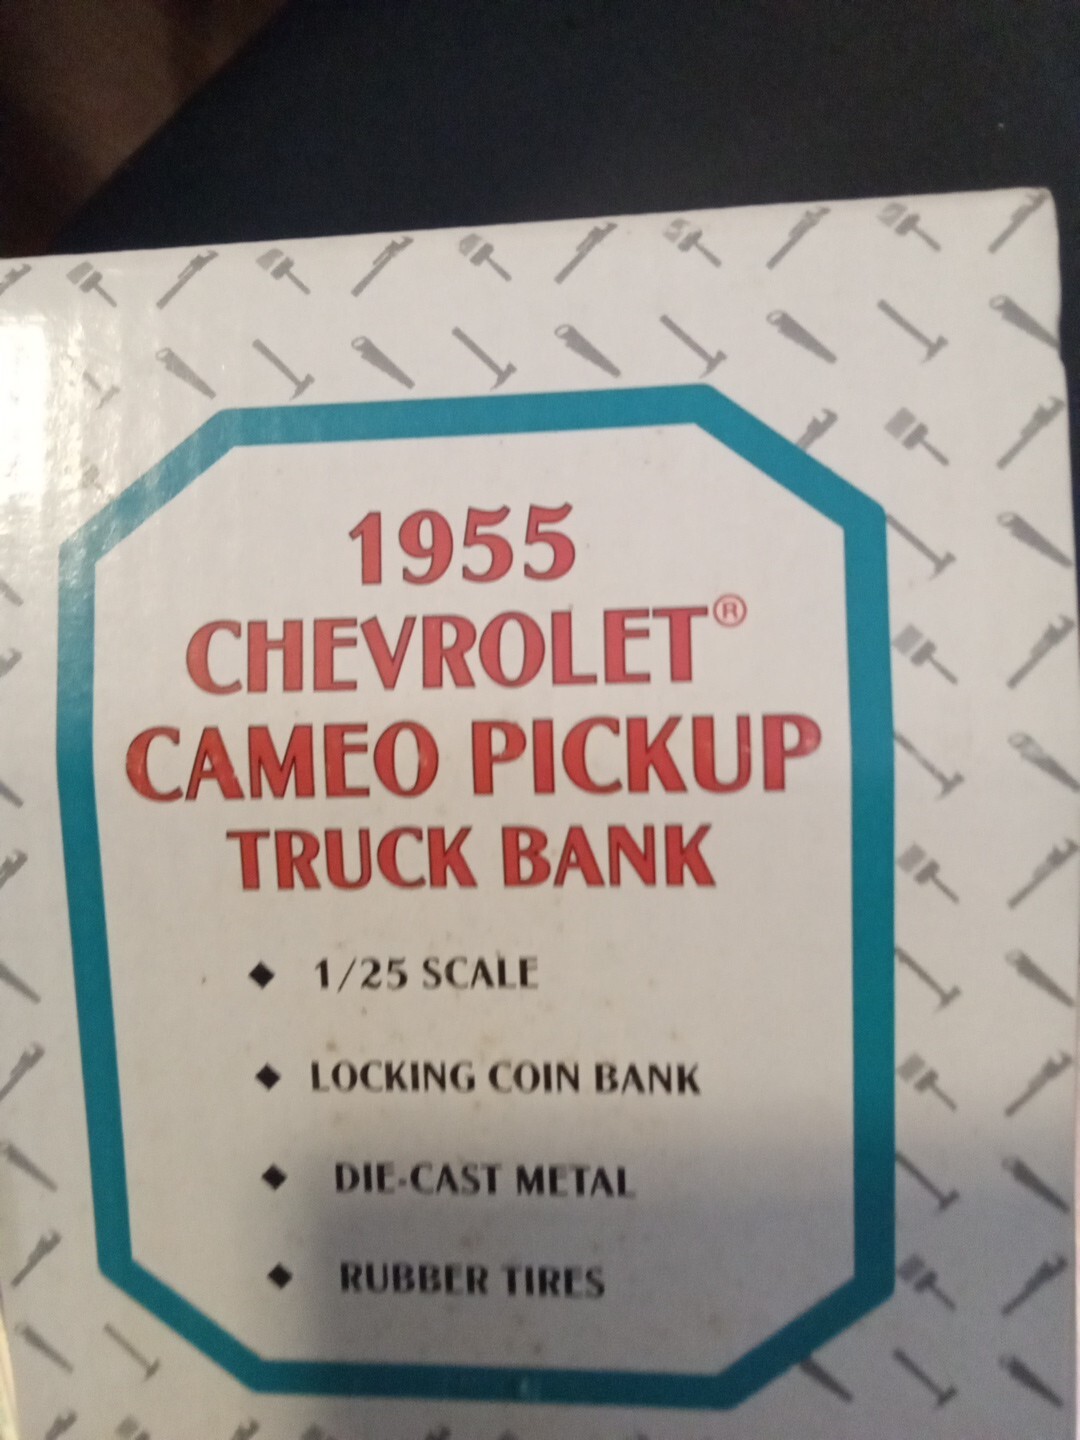 1955
CHEVROLET®
CAMEO PICKUP
TRUCK BANK
◆ 1/25 SCALE
◆ LOCKING COIN BANK
◆ DIE-CAST METAL
◆ RUBBER TIRES